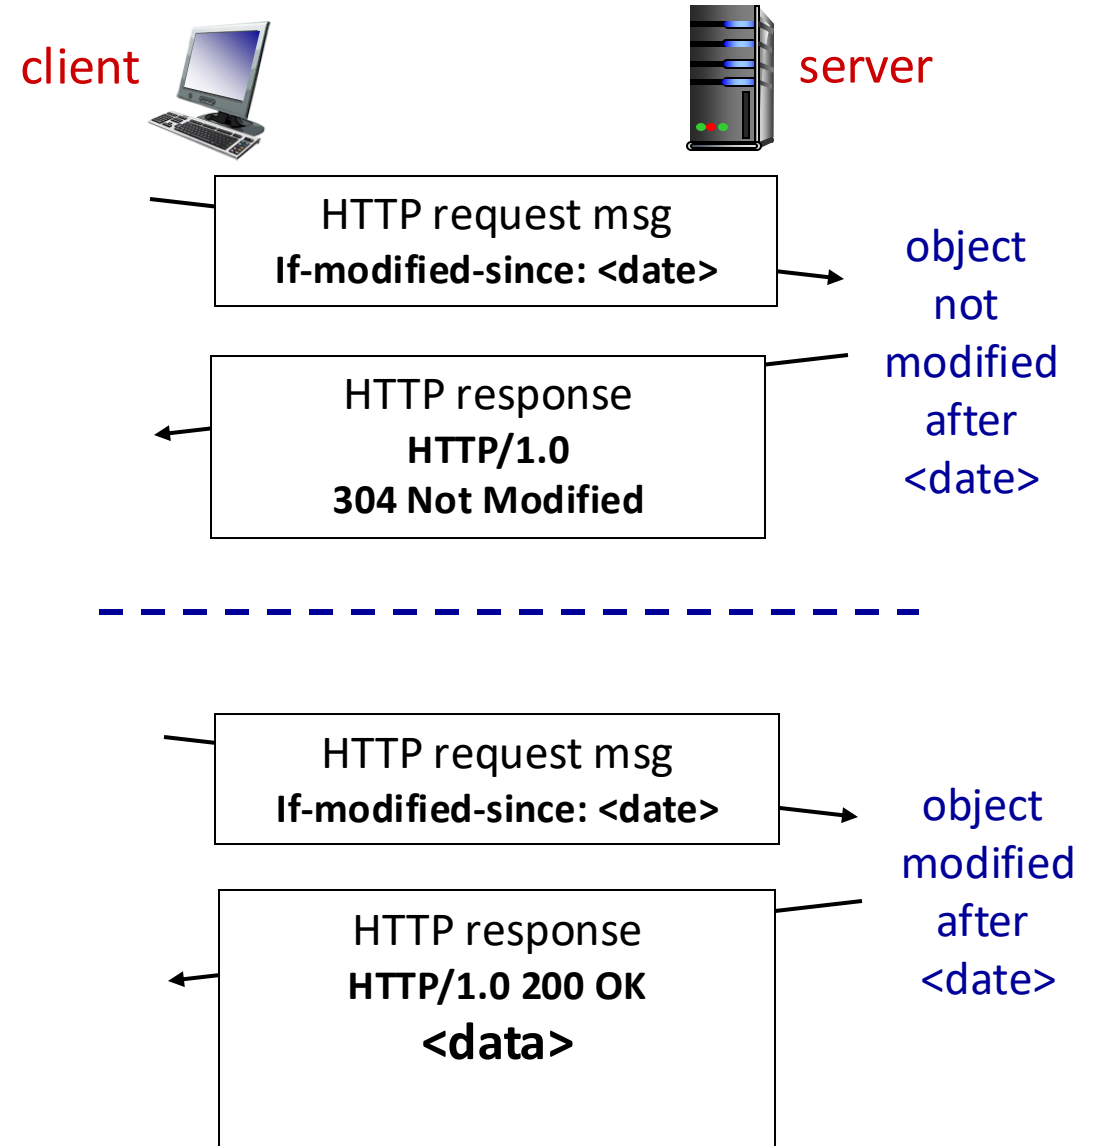 client
server
HTTP request msg
If-modified-since: <date>
object
not
modified
after
<date>
HTTP response
HTTP/1.0
304 Not Modified
HTTP request msg
If-modified-since: <date>
object
modified
after
<date>
HTTP response
HTTP/1.0 200 OK
<data>